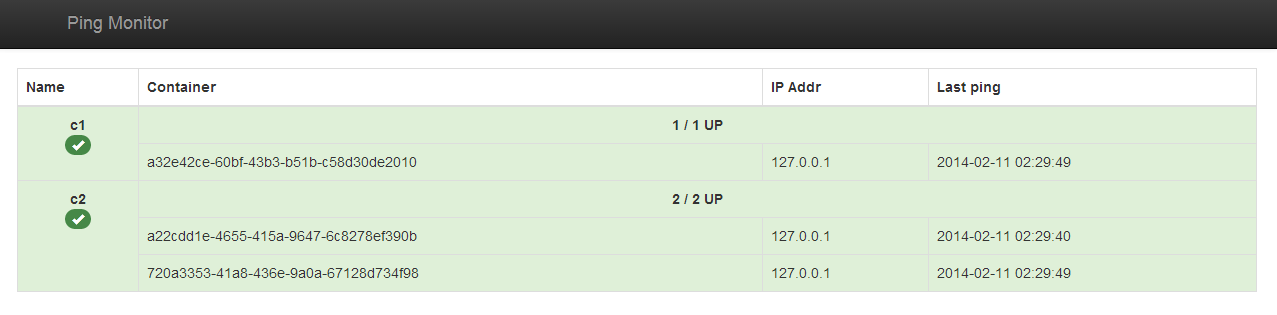 Ping Monitor
Name Container IP Addr Last ping
c1 1 / 1 UP
a32e42ce-60bf-43b3-b51b-c58d30de2010 127.0.0.1 2014-02-11 02:29:49
c2 2 / 2 UP
a22cdd1e-4655-415a-9647-6c8278ef390b 127.0.0.1 2014-02-11 02:29:40
720a3353-41a8-436e-9a0a-67128d734f98 127.0.0.1 2014-02-11 02:29:49